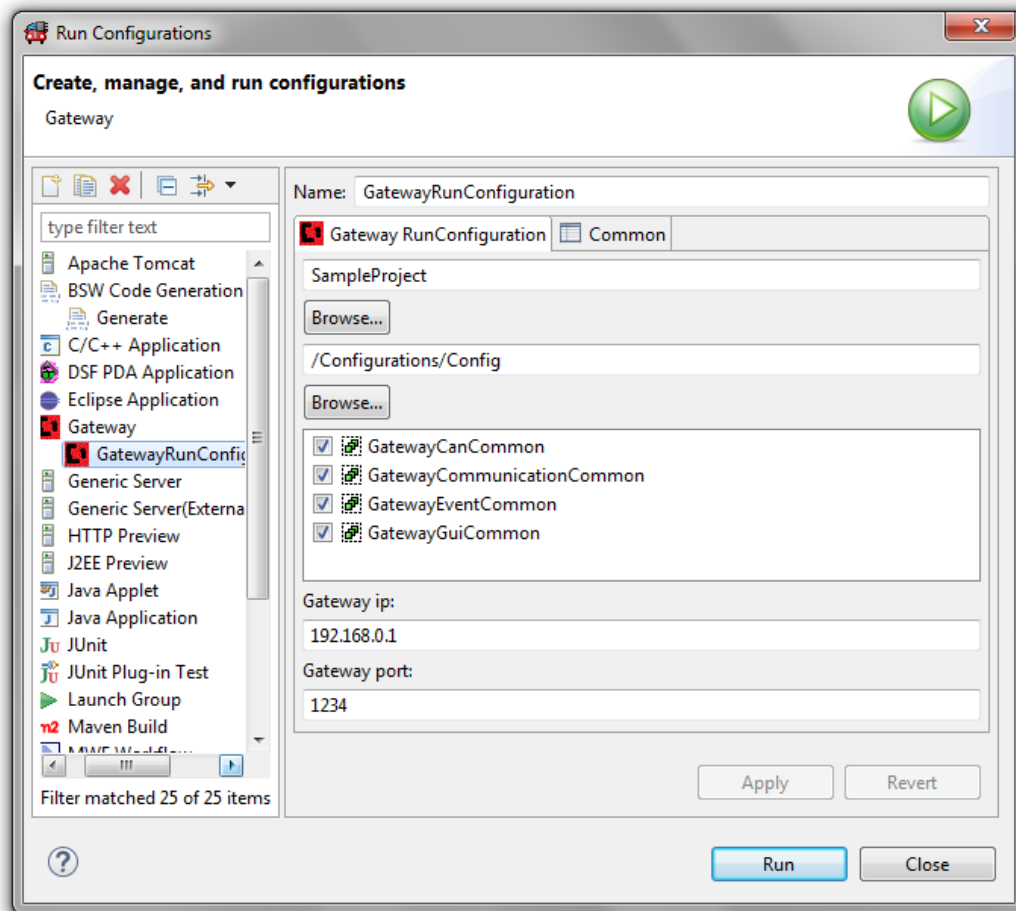 Run Configurations
Create, manage, and run configurations
Gateway
type filter text
Apache Tomcat
BSW Code Generation
Generate
C/C++ Application
DSF PDA Application
Eclipse Application
Gateway
GatewayRunConfig
Generic Server
Generic Server(Externa
HTTP Preview
J2EE Preview
Java Applet
Java Application
JUnit
JUnit Plug-in Test
Launch Group
Maven Build
MWE Workflow
Filter matched 25 of 25 items
Name: GatewayRunConfiguration
Gateway RunConfiguration Common
SampleProject
Browse...
/Configurations/Config
Browse...
GatewayCanCommon
GatewayCommunicationCommon
GatewayEventCommon
GatewayGuiCommon
Gateway ip:
192.168.0.1
Gateway port:
1234
Apply Revert
Run Close